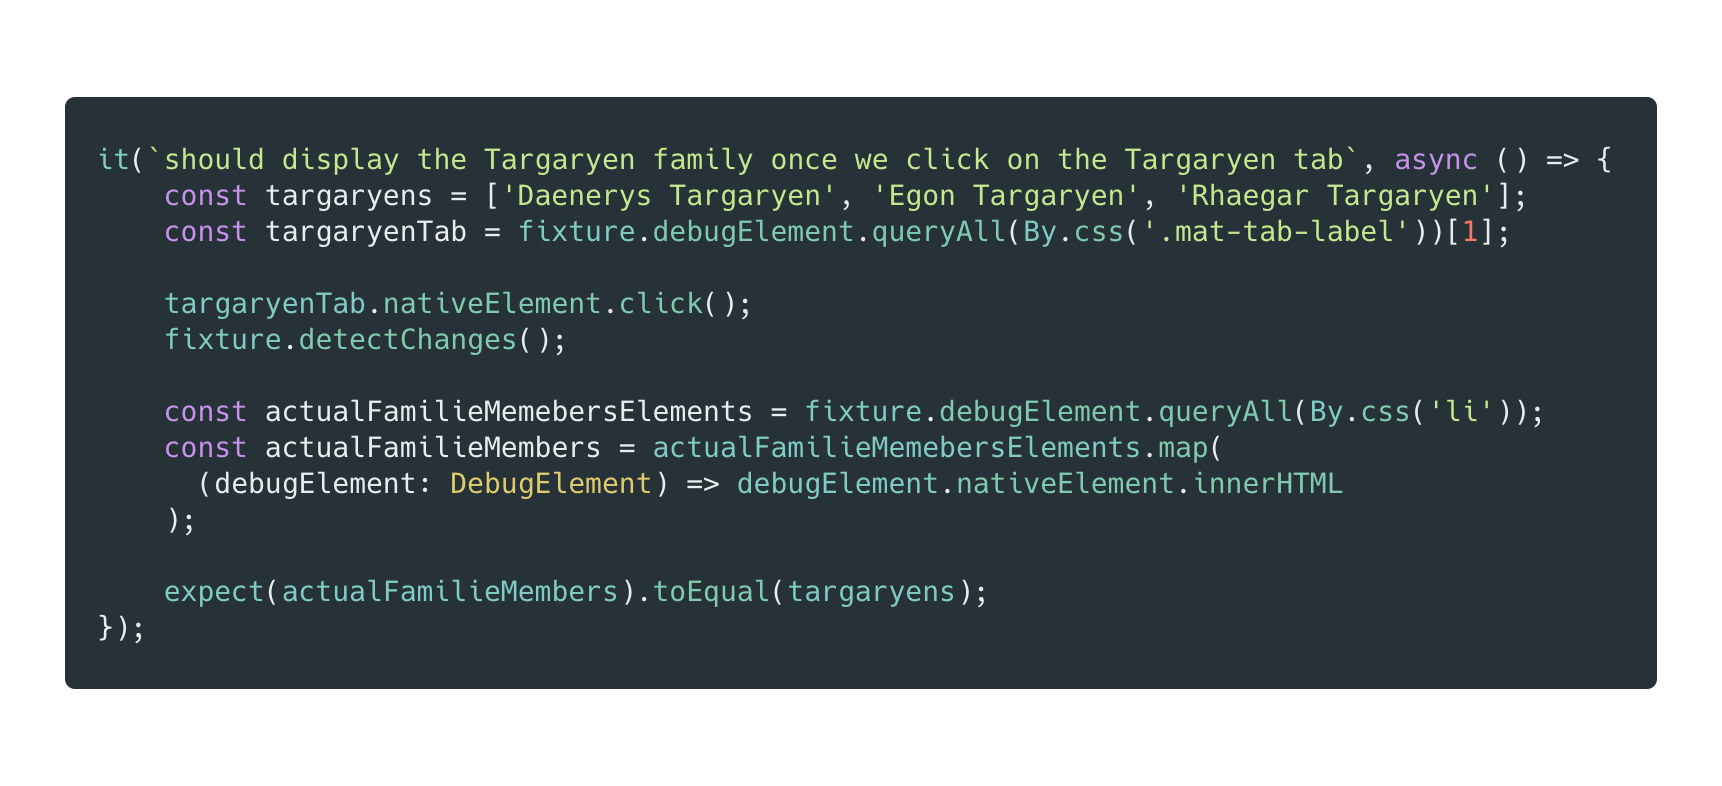 it(`should display the Targaryen family once we click on the Targaryen tab`, async () => {
    const targaryens = ['Daenerys Targaryen', 'Egon Targaryen', 'Rhaegar Targaryen'];
    const targaryenTab = fixture.debugElement.queryAll(By.css('.mat-tab-label'))[1];

    targaryenTab.nativeElement.click();
    fixture.detectChanges();

    const actualFamilieMemebersElements = fixture.debugElement.queryAll(By.css('li'));
    const actualFamilieMembers = actualFamilieMemebersElements.map(
      (debugElement: DebugElement) => debugElement.nativeElement.innerHTML
    );

    expect(actualFamilieMembers).toEqual(targaryens);
});